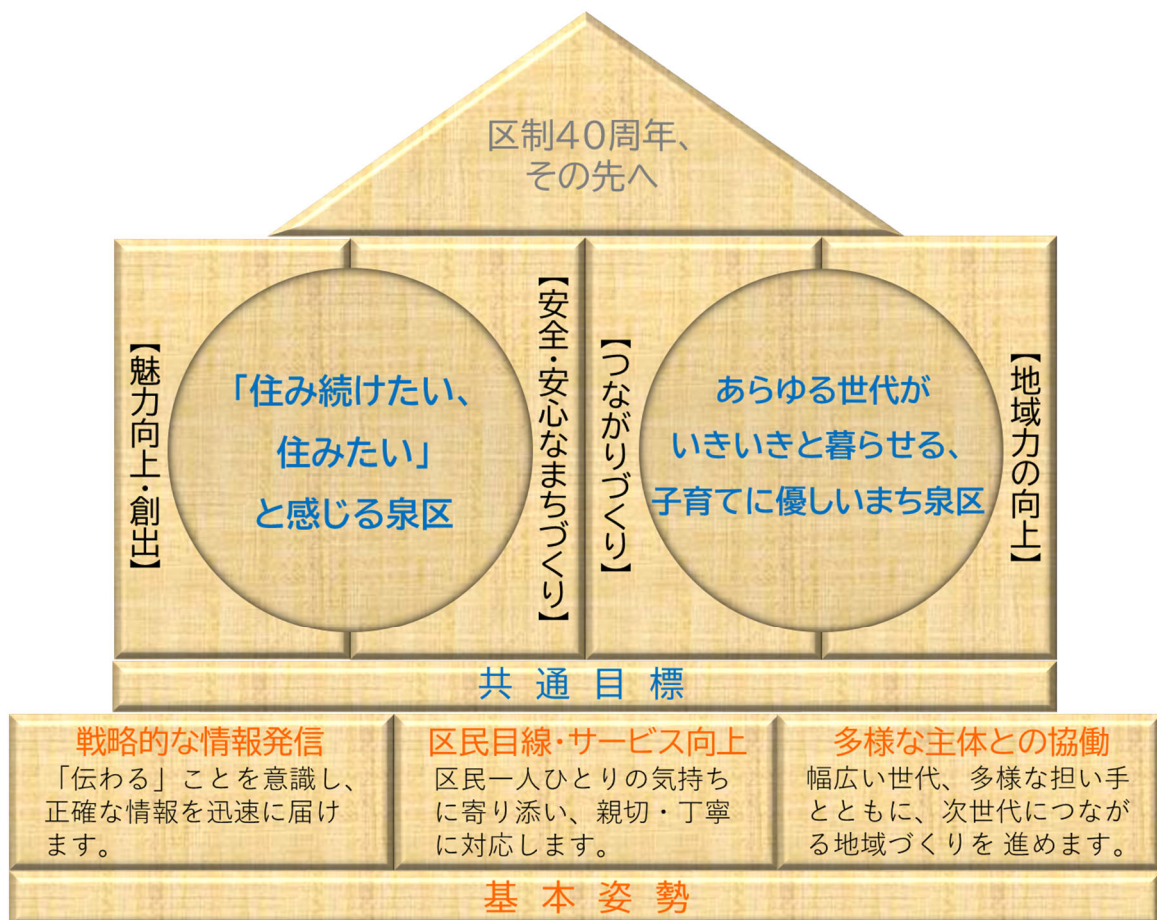 区制40周年、
その先へ
【魅力向上・創出】
「住み続けたい、
住みたい」
と感じる泉区
【安全・安心なまちづくり】
【つながりづくり】
あらゆる世代が
いきいきと暮らせる、
子育てに優しいまち泉区
【地域力の向上】
共通目標
戦略的な情報発信
「伝わる」ことを意識し、
正確な情報を迅速に届け
ます。
区民目線・サービス向上
区民一人ひとりの気持ち
に寄り添い、親切・丁寧
に対応します。
多様な主体との協働
幅広い世代、多様な担い手
とともに、次世代につなが
る地域づくりを 進めます。
基本姿勢